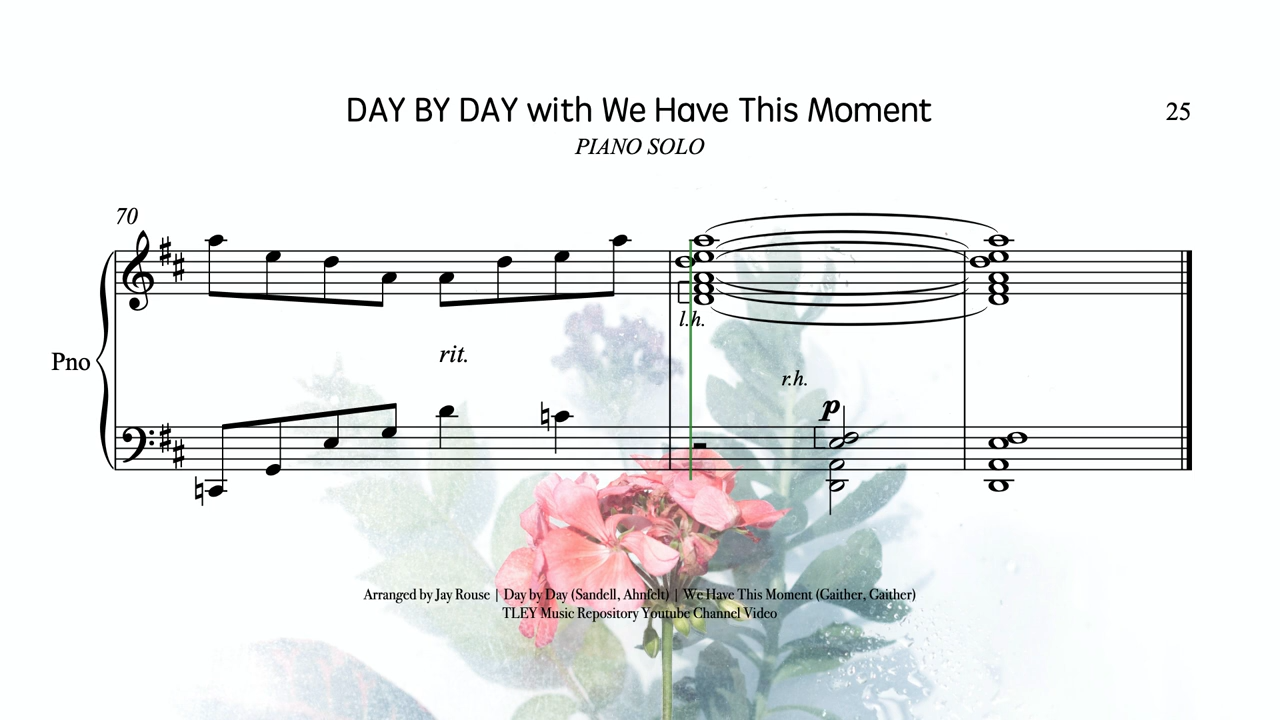 DAY BY DAY with We Have This Moment
25
PIANO SOLO
70
Pno
rit.
l.h.
r.h.
p
Arranged by Jay Rouse | Day by Day (Sandell, Ahnfelt) | We Have This Moment (Gaither, Gaither)
TLEY Music Repository Youtube Channel Video